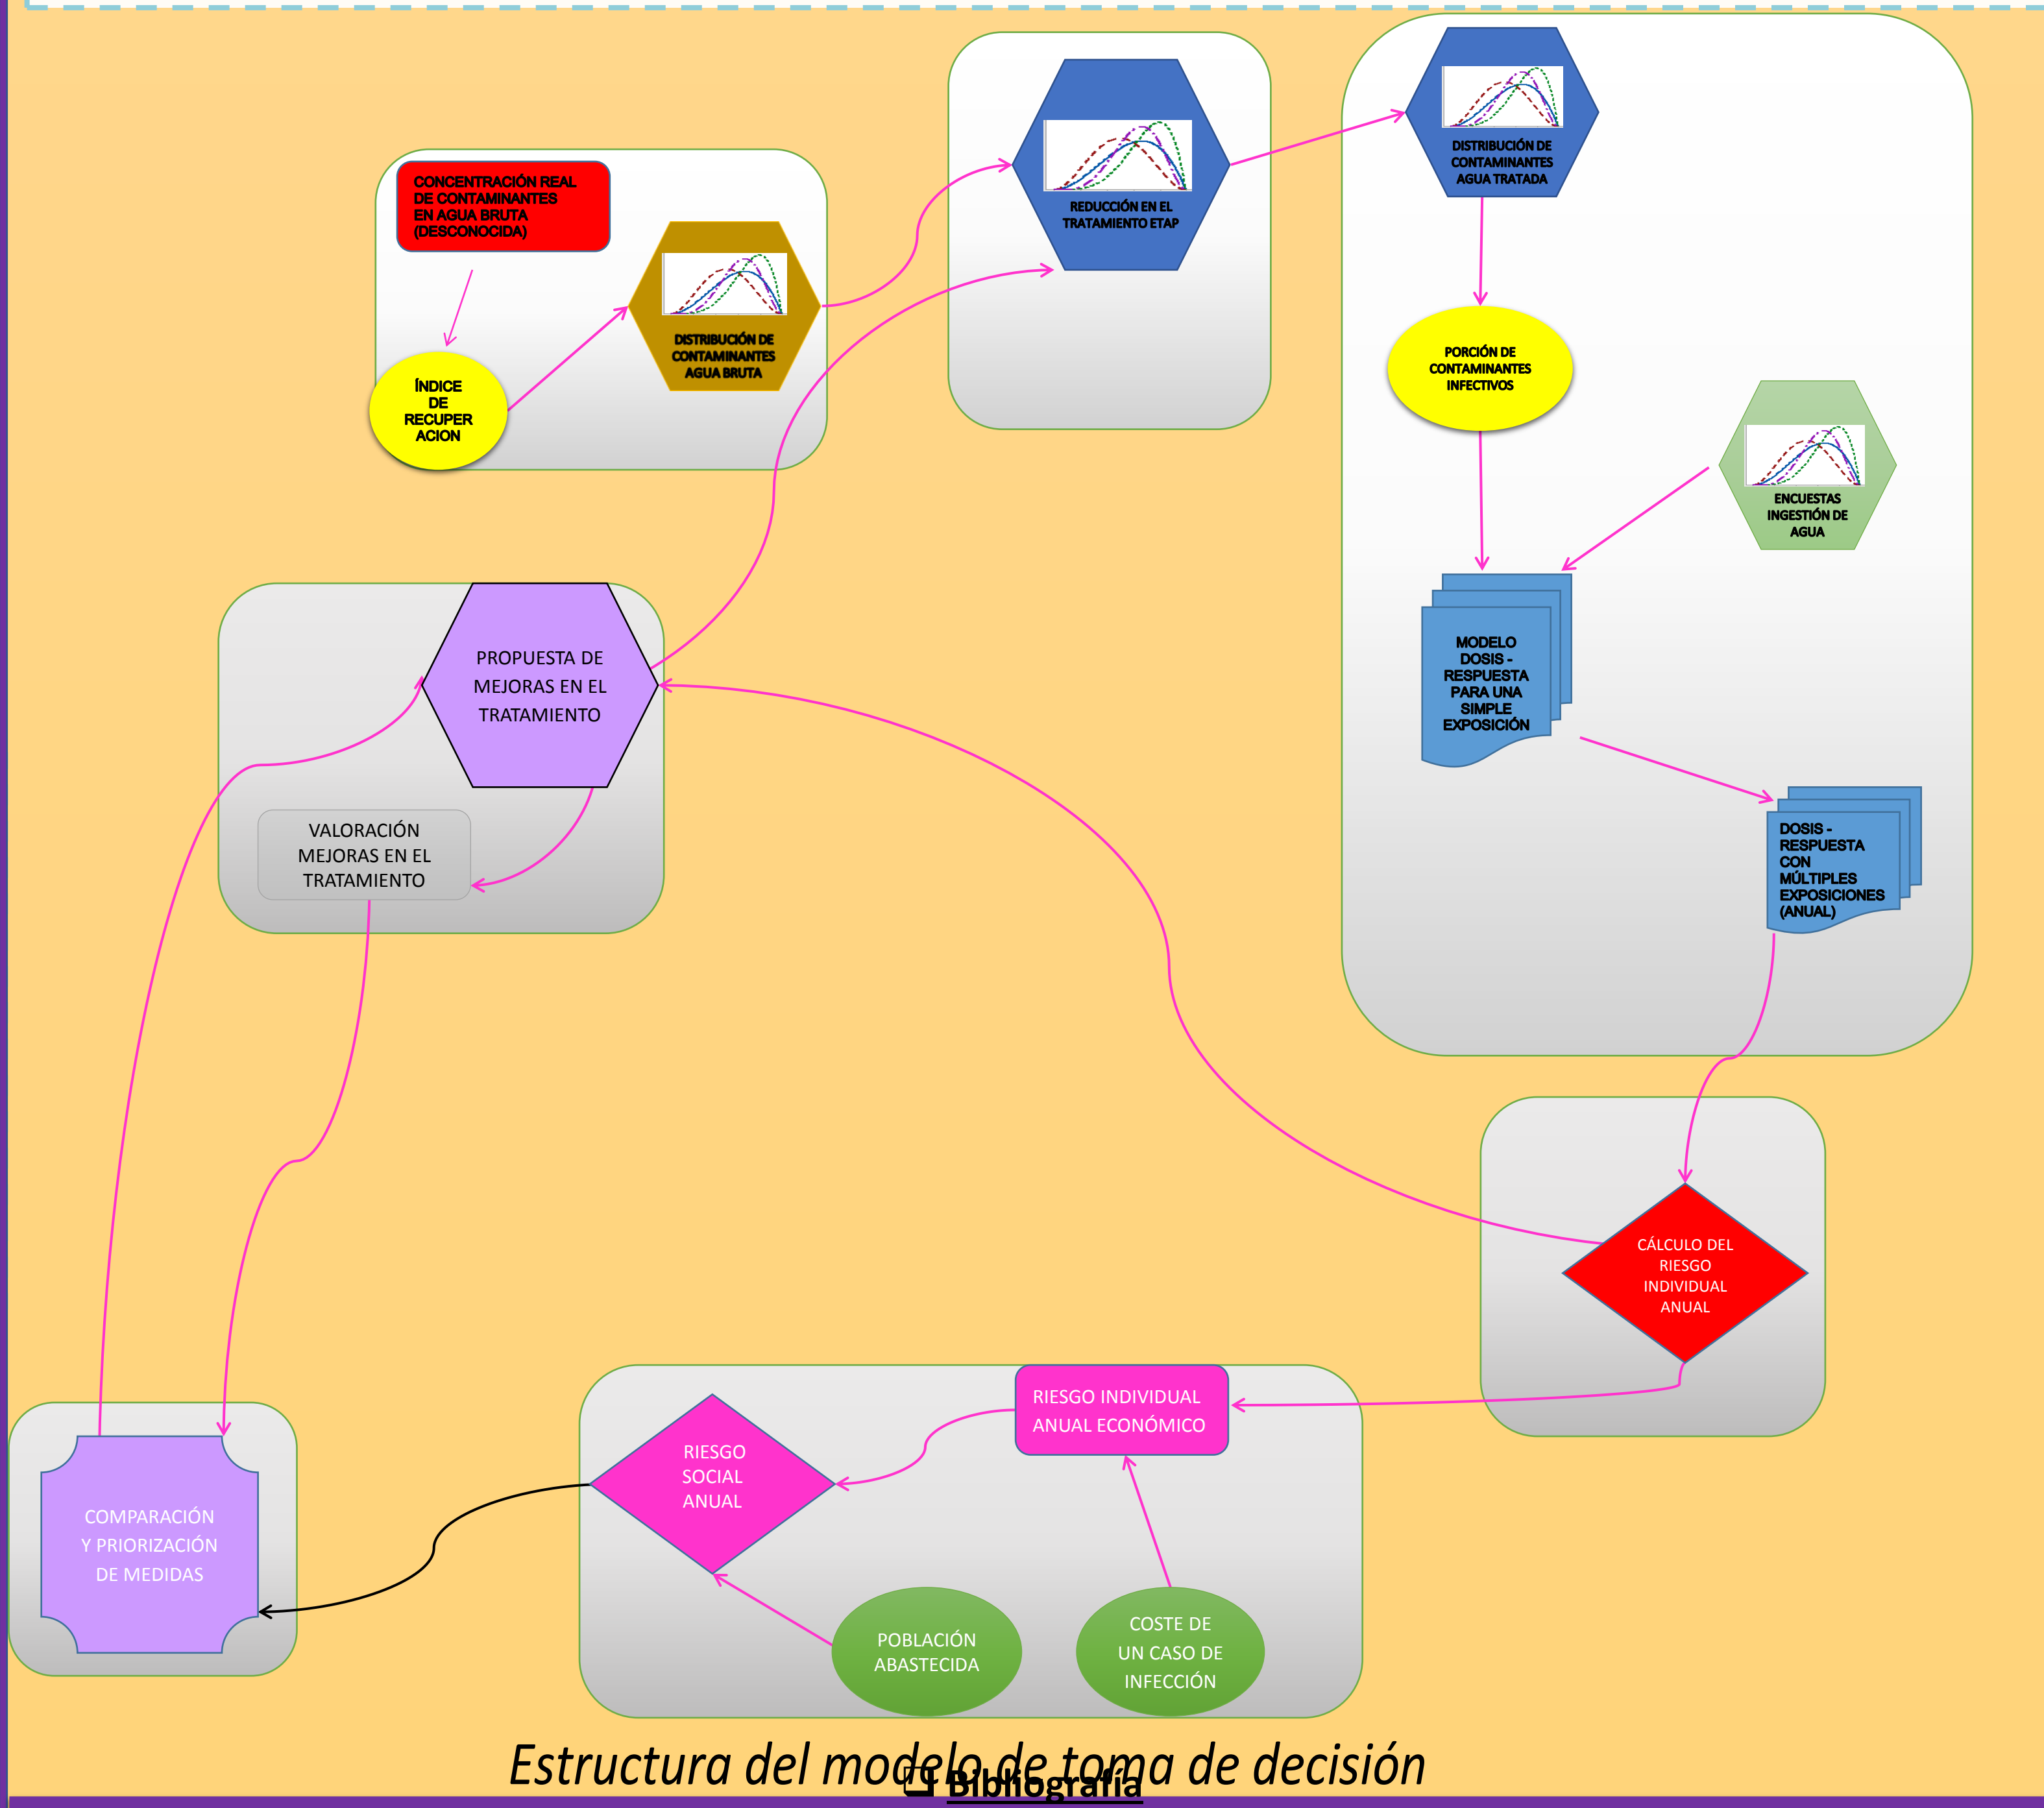 CONCENTRACIÓN REAL
DE CONTAMINANTES
EN AGUA BRUTA
(DESCONOCIDA)
ÍNDICE
DE
RECUPER
ACION
DISTRIBUCIÓN DE
CONTAMINANTES
AGUA BRUTA
REDUCCIÓN EN EL
TRATAMIENTO ETAP
DISTRIBUCIÓN DE
CONTAMINANTES
AGUA TRATADA
PORCIÓN DE
CONTAMINANTES
INFECTIVOS
ENCUESTAS
INGESTIÓN DE
AGUA
MODELO
DOSIS -
RESPUESTA
PARA UNA
SIMPLE
EXPOSICIÓN
DOSIS -
RESPUESTA
CON
MÚLTIPLES
EXPOSICIONES
(ANUAL)
PROPUESTA DE
MEJORAS EN EL
TRATAMIENTO
VALORACIÓN
MEJORAS EN EL
TRATAMIENTO
CÁLCULO DEL
RIESGO
INDIVIDUAL
ANUAL
RIESGO INDIVIDUAL
ANUAL ECONÓMICO
RIESGO
SOCIAL
ANUAL
COMPARACIÓN
Y PRIORIZACIÓN
DE MEDIDAS
POBLACIÓN
ABASTECIDA
COSTE DE
UN CASO DE
INFECCIÓN
Estructura del modelo de toma de decisión
Bibliografía